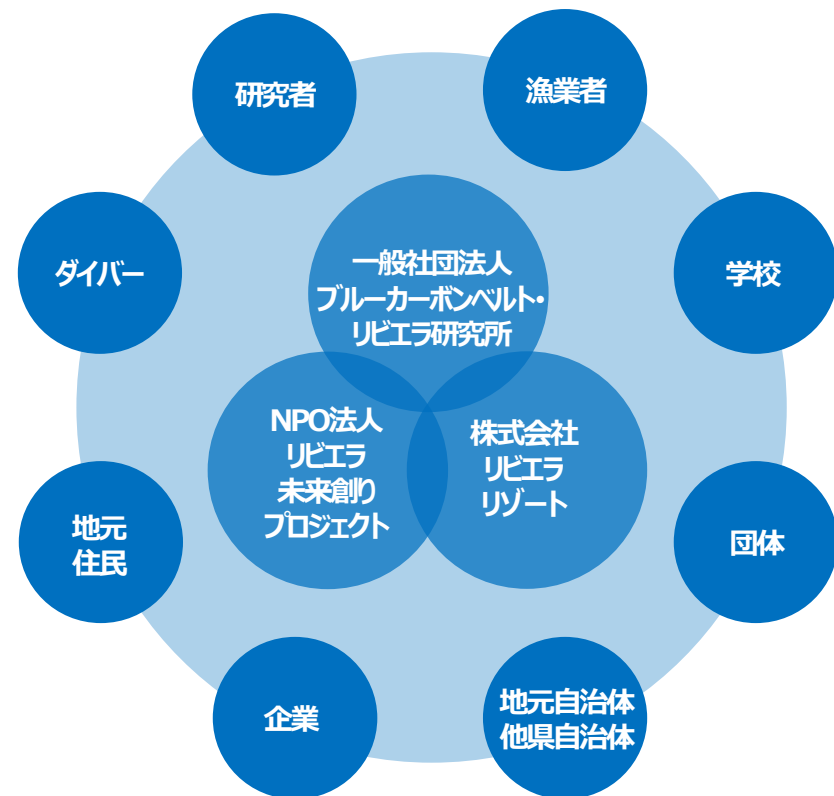 研究者
漁業者
ダイバー
学校
一般社団法人
ブルーカーボンベルト・
リビエラ研究所
NPO法人
リビエラ
未来創り
プロジェクト
株式会社
リビエラ
リゾート
地元
住民
団体
企業
地元自治体
他県自治体